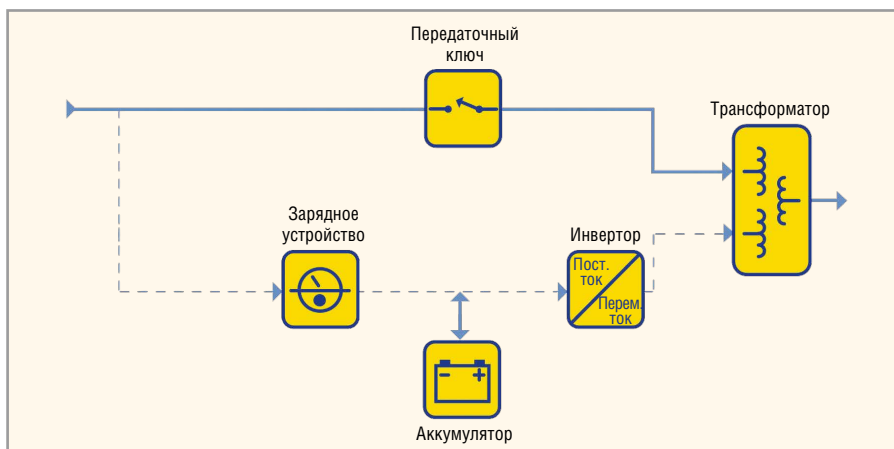 Передаточный
ключ
Трансформатор
Зарядное
устройство
Инвертор
Пост.
ток
Перем.
ток
Аккумулятор